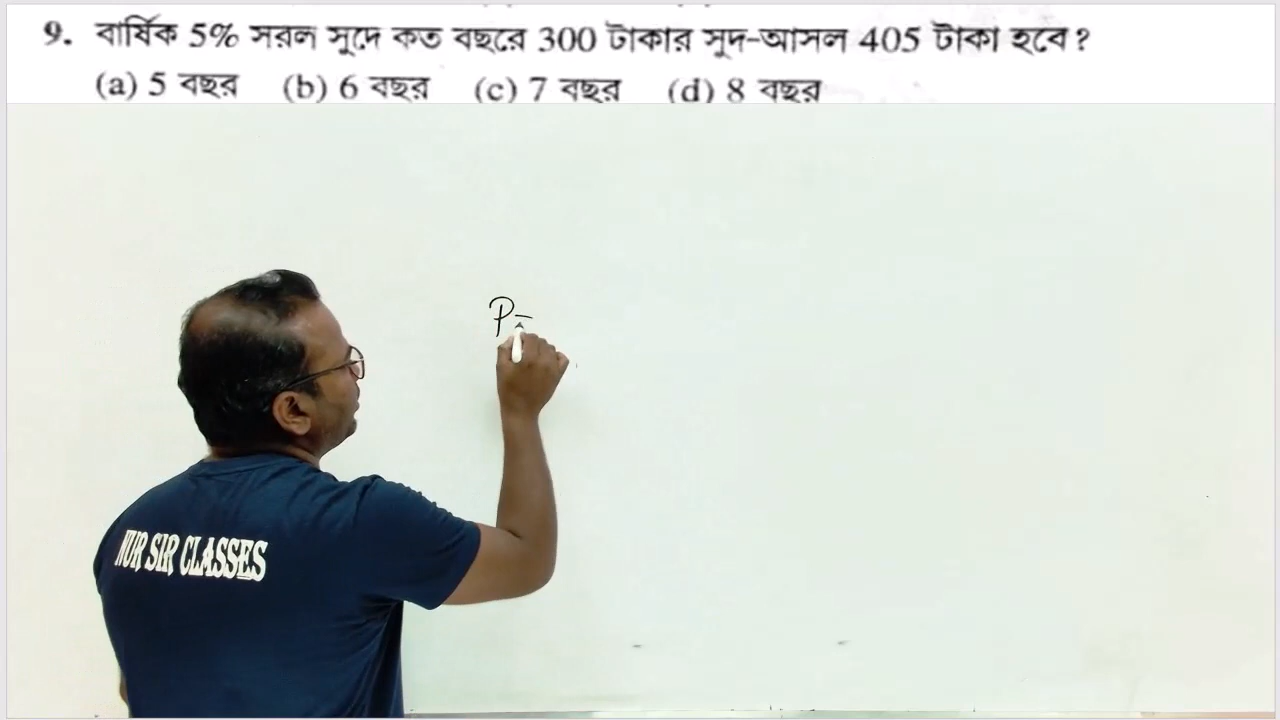 9. বার্ষিক 5% সরল সুদে কত বছরে 300 টাকার সুদ-আসল 405 টাকা হবে?
(a) 5 বছর (b) 6 বছর (c) 7 বছর (d) 8 বছর
P=
NUR SIR CLASSES